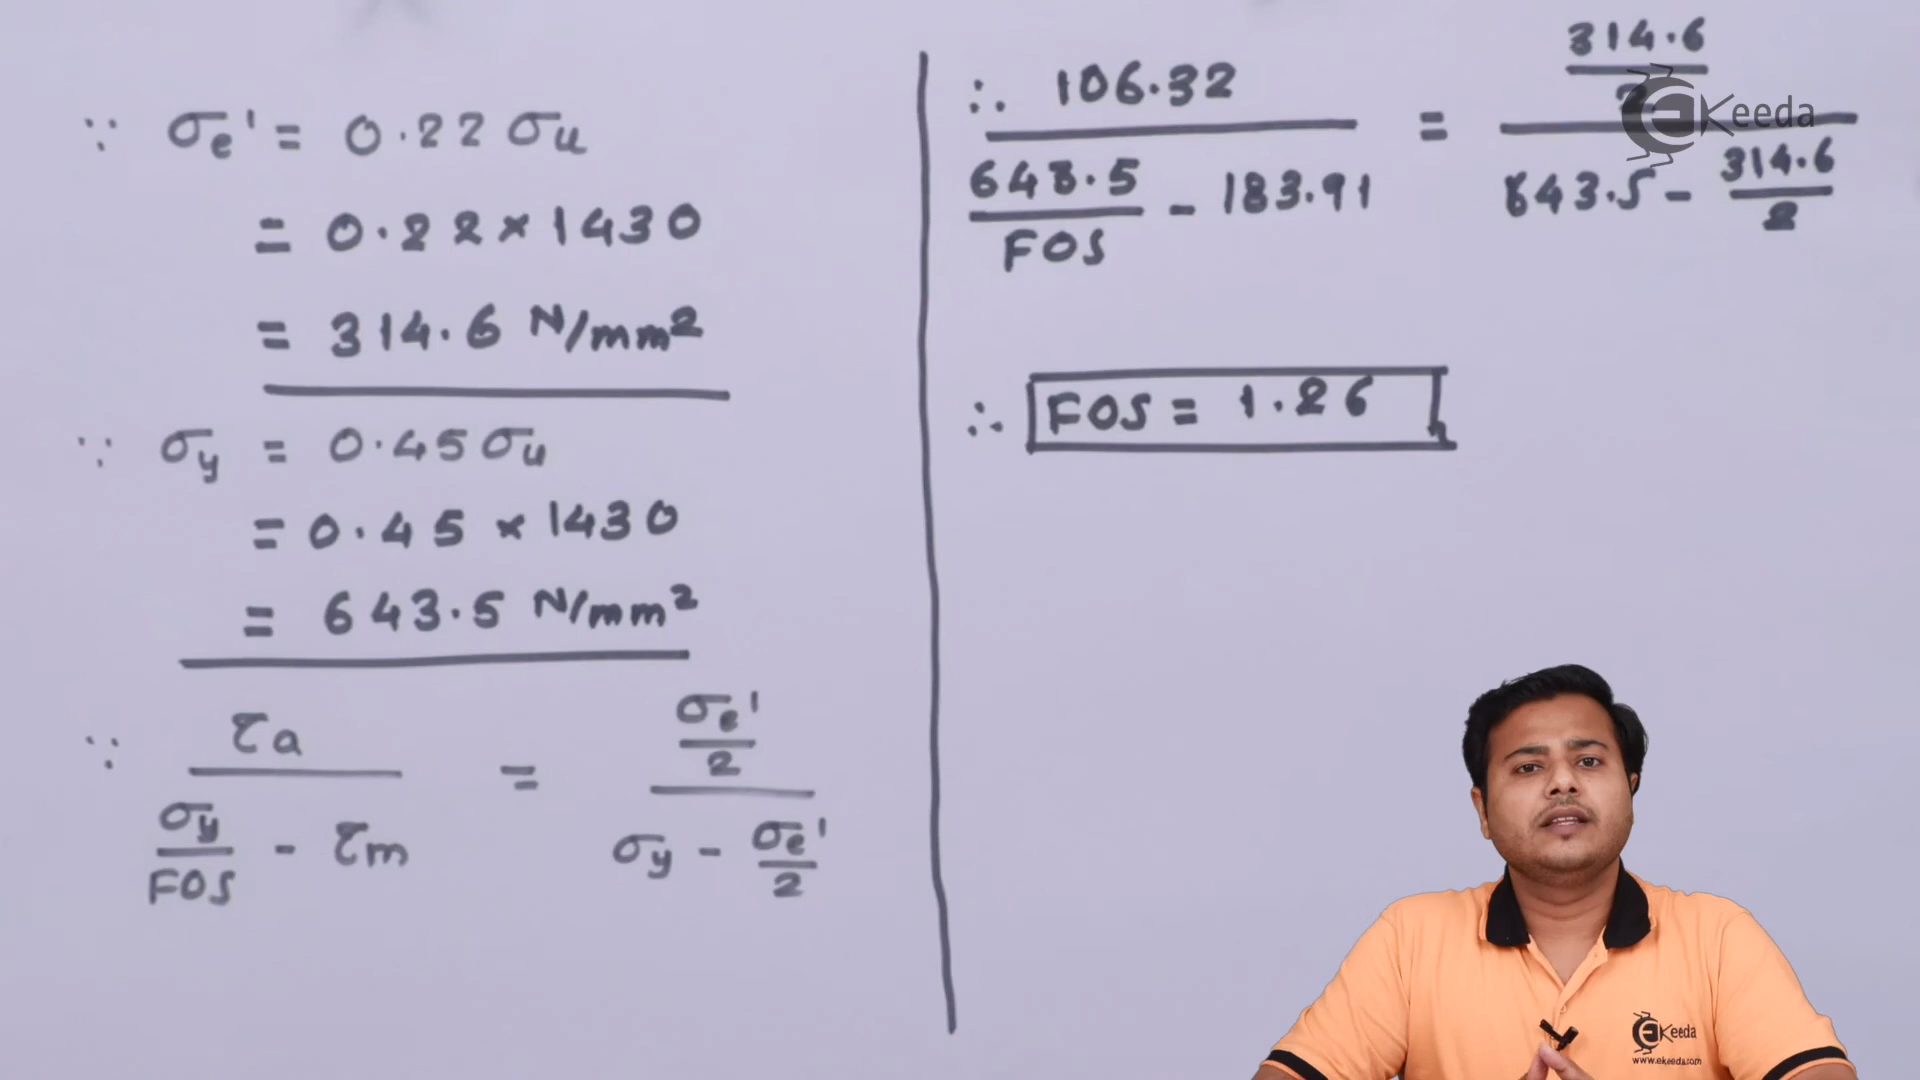 ∵ σe' = 0.22 σu
= 0.22 × 1430
= 314.6 N/mm²
∵ σy = 0.45 σu
= 0.45 × 1430
= 643.5 N/mm²
∵ τa / (σy/FOS - τm) = (σe'/2) / (σy - σe'/2)
∴ 106.32 / (643.5/FOS - 183.91) = (314.6/2) / (643.5 - 314.6/2)
∴ FOS = 1.26
EKeeda
EKeeda
www.ekeeda.com